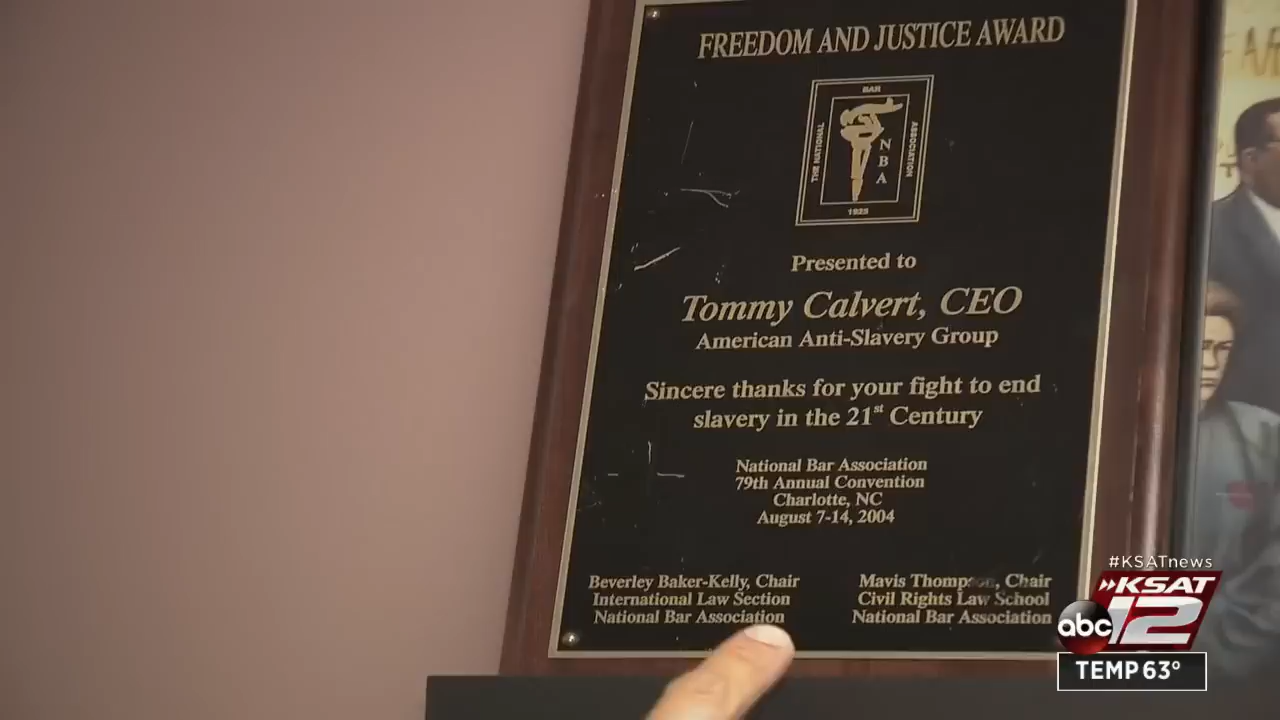 FREEDOM AND JUSTICE AWARD
BAR
THE NATIONAL
ASSOCIATION
NBA
1925
Presented to
Tommy Calvert, CEO
American Anti-Slavery Group
Sincere thanks for your fight to end
slavery in the 21st Century
National Bar Association
79th Annual Convention
Charlotte, NC
August 7-14, 2004
Beverley Baker-Kelly, Chair
International Law Section
National Bar Association
Mavis Thompson, Chair
Civil Rights Law School
National Bar Association
#KSATnews
KSAT
abc 12
TEMP 63°